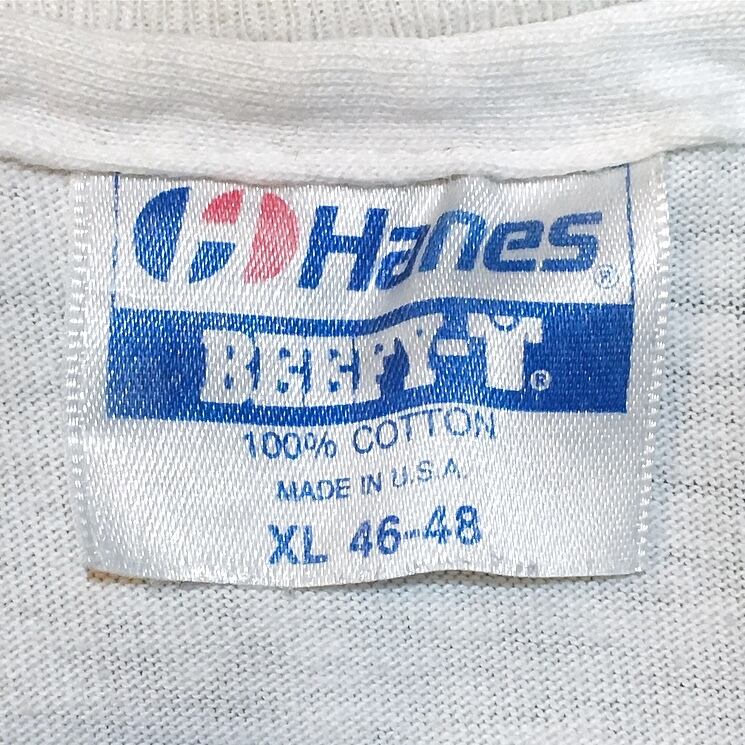 H Hanes®
BEEFY-T®
100% COTTON
MADE IN U.S.A.
XL 46-48